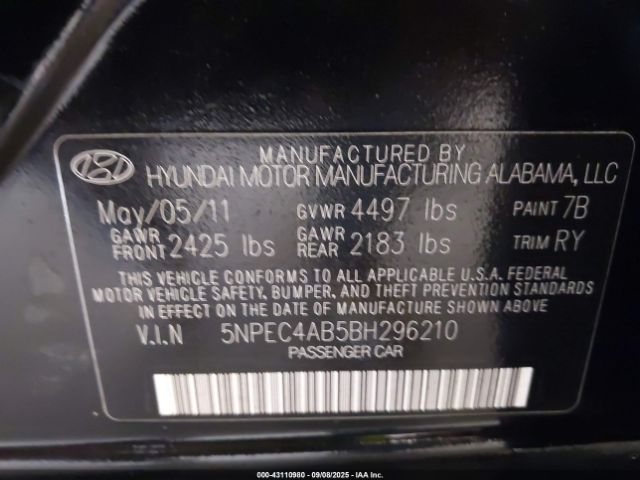 MANUFACTURED BY
HYUNDAI MOTOR MANUFACTURING ALABAMA, LLC
May/05/11 GVWR 4497 lbs PAINT 7B
GAWR FRONT 2425 lbs GAWR REAR 2183 lbs TRIM RY
THIS VEHICLE CONFORMS TO ALL APPLICABLE U.S.A. FEDERAL
MOTOR VEHICLE SAFETY, BUMPER, AND THEFT PREVENTION STANDARDS
IN EFFECT ON THE DATE OF MANUFACTURE SHOWN ABOVE
V.I.N 5NPEC4AB5BH296210
PASSENGER CAR
000-43110980 - 09/08/2025 - IAA Inc.